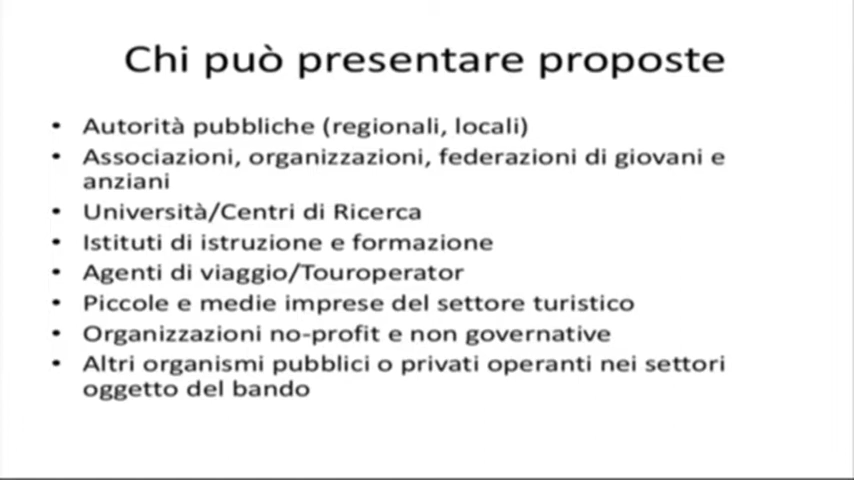 Chi può presentare proposte
• Autorità pubbliche (regionali, locali)
• Associazioni, organizzazioni, federazioni di giovani e
anziani
• Università/Centri di Ricerca
• Istituti di istruzione e formazione
• Agenti di viaggio/Touroperator
• Piccole e medie imprese del settore turistico
• Organizzazioni no-profit e non governative
• Altri organismi pubblici o privati operanti nei settori
oggetto del bando